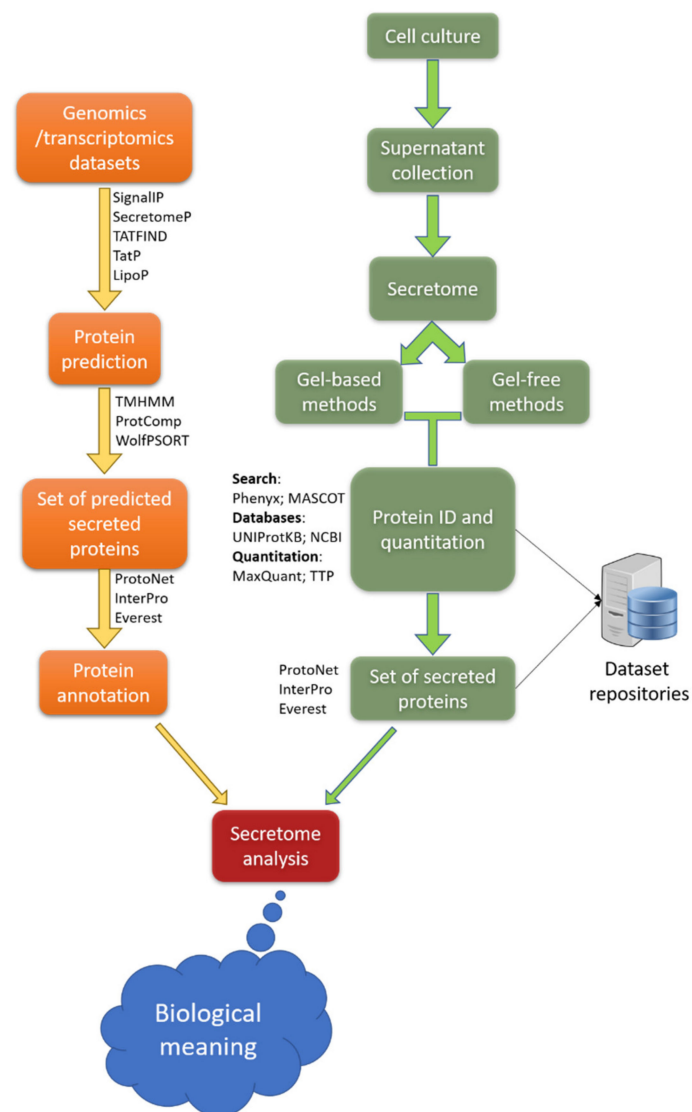 Cell culture
Genomics
/transcriptomics
datasets
Supernatant
collection
SignalIP
SecretomeP
TATFIND
TatP
LipoP
Secretome
Protein
prediction
Gel-based
methods
Gel-free
methods
TMHMM
ProtComp
WolfPSORT
Set of predicted
secreted
proteins
Search:
Phenyx; MASCOT
Databases:
UNIProtKB; NCBI
Quantitation:
MaxQuant; TTP
Protein ID and
quantitation
ProtoNet
InterPro
Everest
Dataset
repositories
Protein
annotation
ProtoNet
InterPro
Everest
Set of secreted
proteins
Secretome
analysis
Biological
meaning